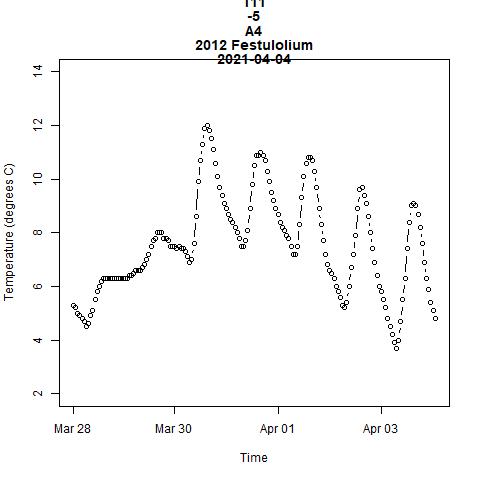 T11
-5
A4
2012 Festulolium
2021-04-04
14
12
10
8
6
4
2
Temperature (degrees C)
Mar 28
Mar 30
Apr 01
Apr 03
Time